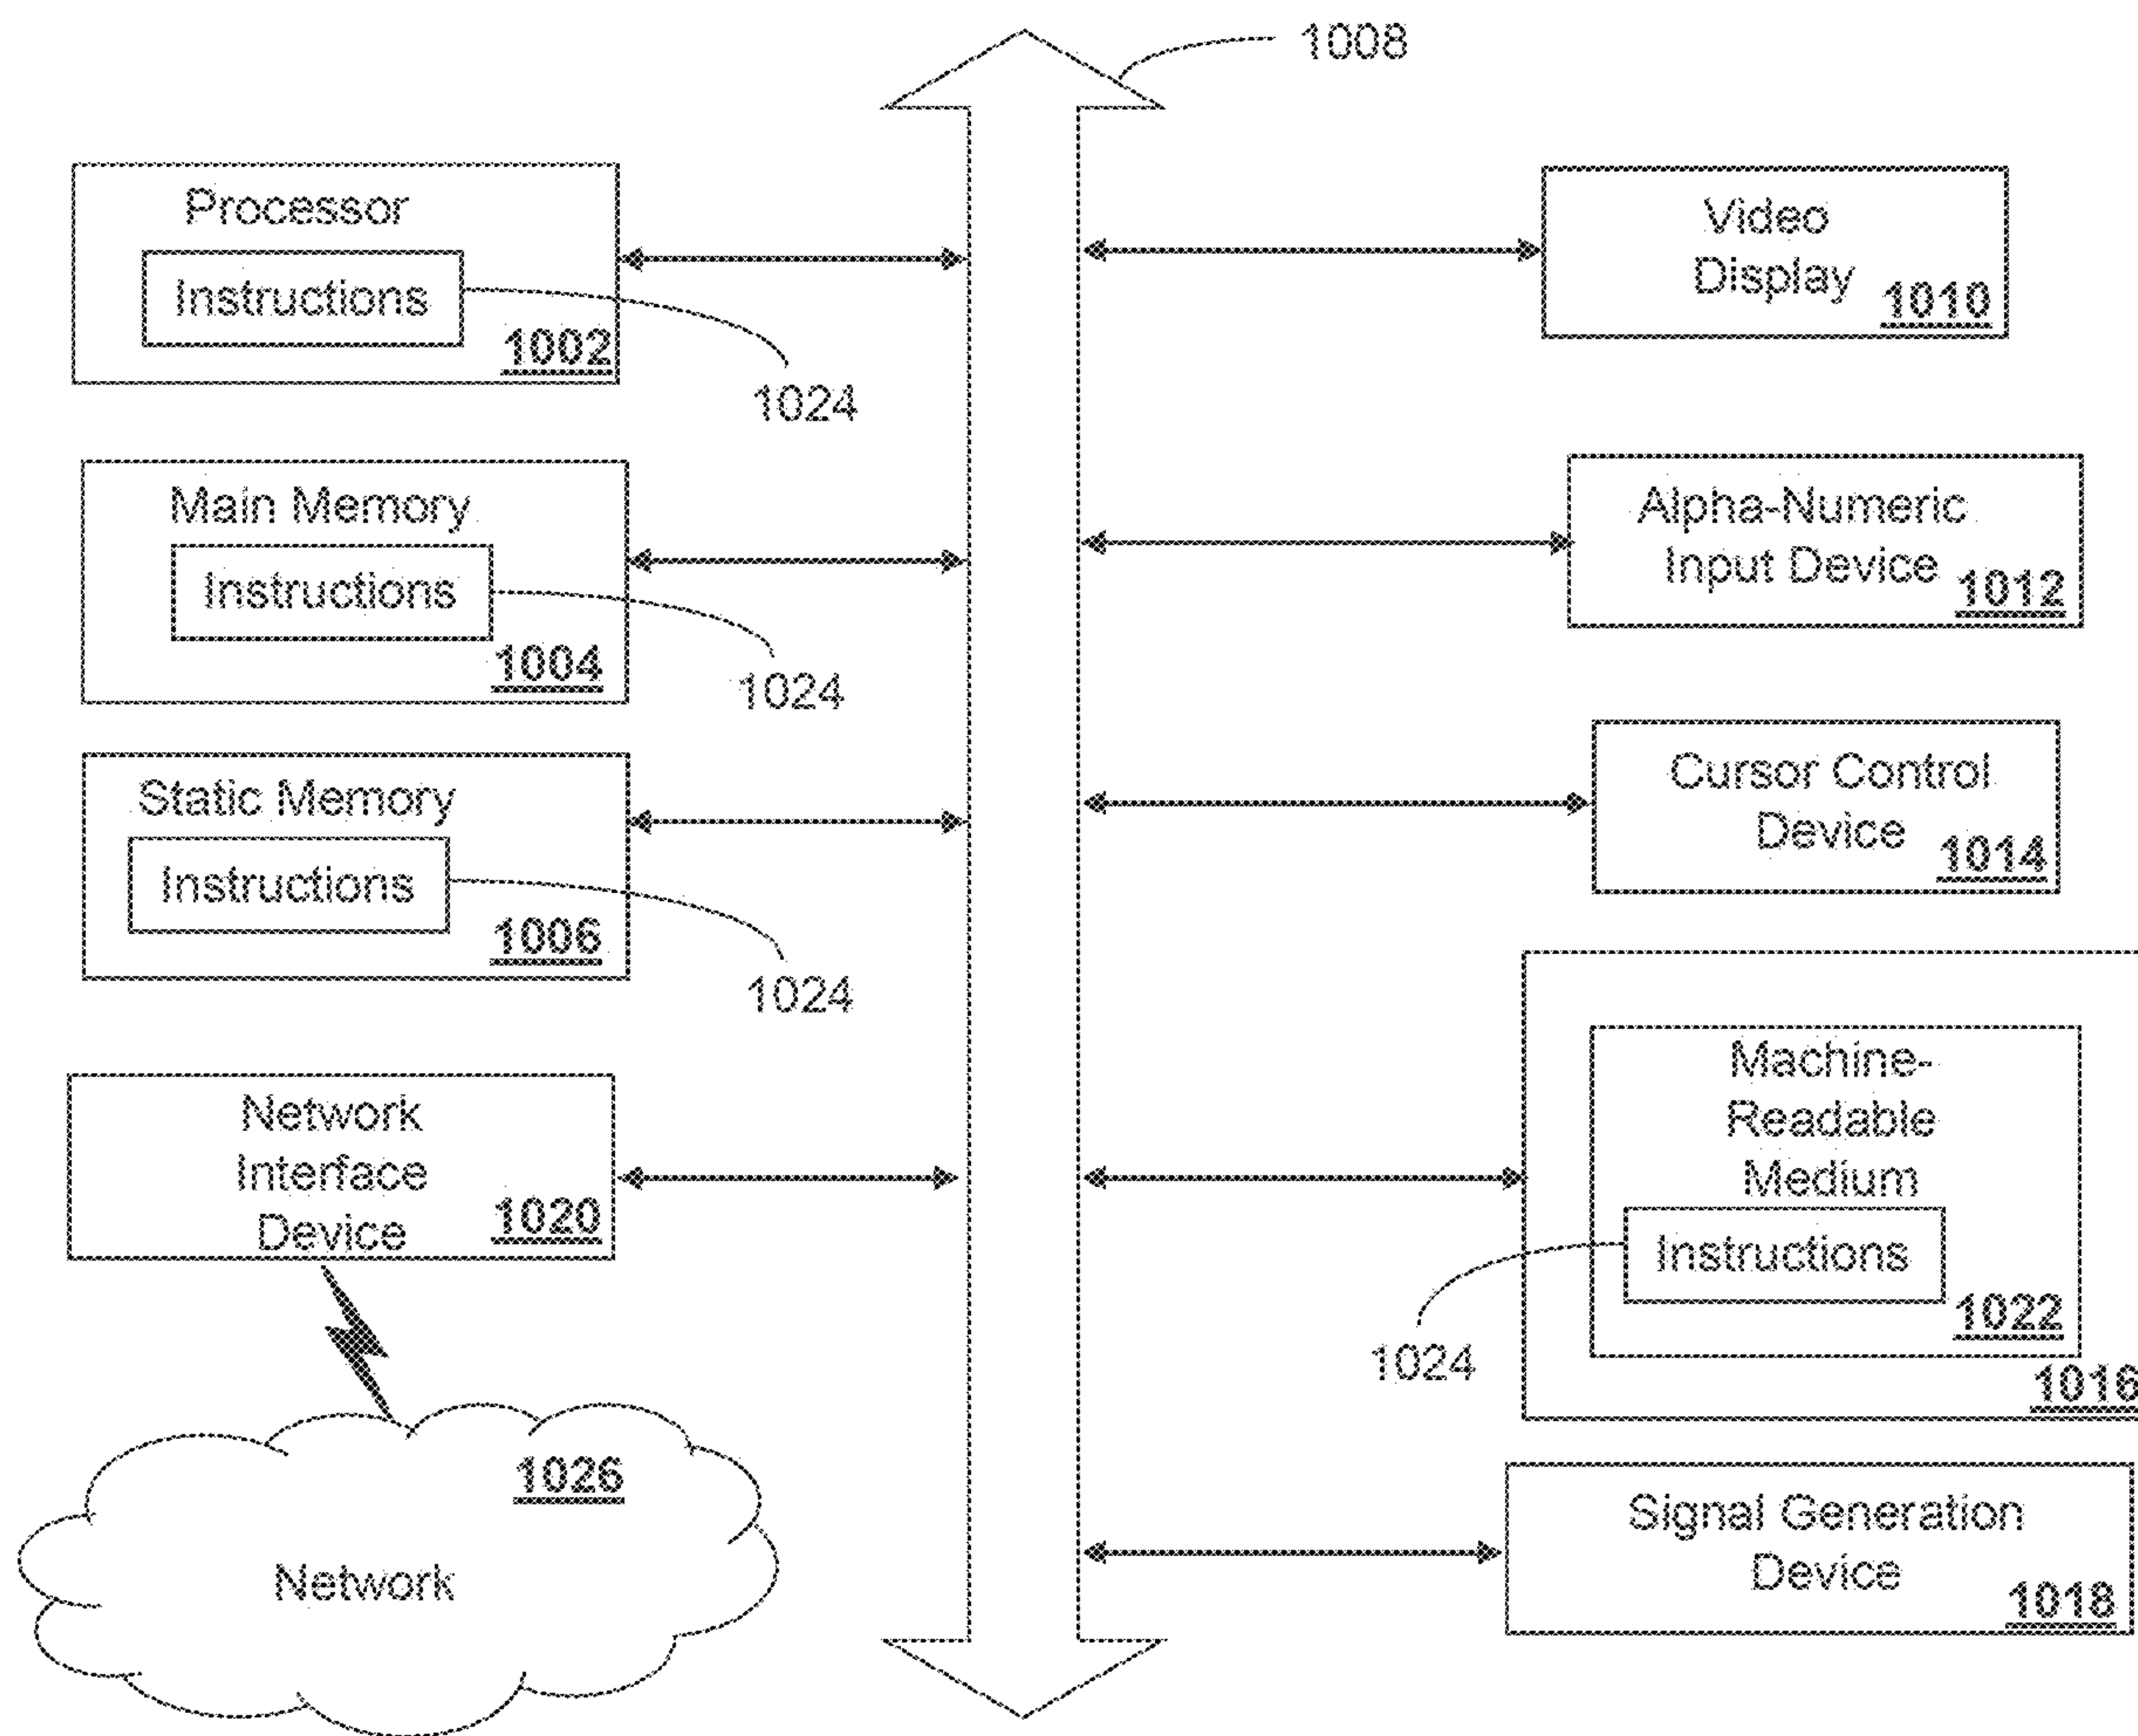 1008
Processor
Instructions
1002
1024
Main Memory
Instructions
1004
1024
Static Memory
Instructions
1006
1024
Network
Interface
Device
1020
1026
Network
Video
Display
1010
Alpha-Numeric
Input Device
1012
Cursor Control
Device
1014
Machine-
Readable
Medium
Instructions
1022
1024
1016
Signal Generation
Device
1018